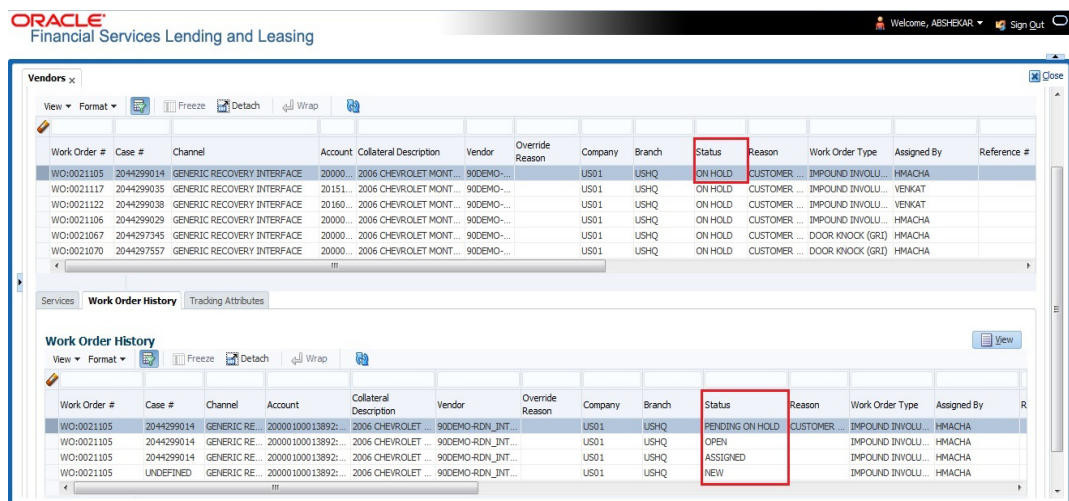 ORACLE
Financial Services Lending and Leasing
Welcome, ABSHEKAR
Sign Out
Vendors
Close
View Format Freeze Detach Wrap
Work Order # Case # Channel Account Collateral Description Vendor Override Reason Company Branch Status Reason Work Order Type Assigned By Reference #
WO:0021105 2044299014 GENERIC RECOVERY INTERFACE 20000... 2006 CHEVROLET MONT... 90DEMO-... US01 USHQ ON HOLD CUSTOMER ... IMPOUND INVOLU... HMACHA
WO:0021117 2044299035 GENERIC RECOVERY INTERFACE 20151... 2006 CHEVROLET MONT... 90DEMO-... US01 USHQ ON HOLD CUSTOMER ... IMPOUND INVOLU... VENKAT
WO:0021122 2044299038 GENERIC RECOVERY INTERFACE 20160... 2006 CHEVROLET MONT... 90DEMO-... US01 USHQ ON HOLD CUSTOMER ... IMPOUND INVOLU... VENKAT
WO:0021106 2044299029 GENERIC RECOVERY INTERFACE 20000... 2006 CHEVROLET MONT... 90DEMO-... US01 USHQ ON HOLD CUSTOMER ... IMPOUND INVOLU... HMACHA
WO:0021067 2044297345 GENERIC RECOVERY INTERFACE 20000... 2006 CHEVROLET MONT... 90DEMO-... US01 USHQ ON HOLD CUSTOMER ... DOOR KNOCK (GRI) HMACHA
WO:0021070 2044297557 GENERIC RECOVERY INTERFACE 20000... 2006 CHEVROLET MONT... 90DEMO-... US01 USHQ ON HOLD CUSTOMER ... DOOR KNOCK (GRI) HMACHA
Services Work Order History Tracking Attributes
Work Order History
View
View Format Freeze Detach Wrap
Work Order # Case # Channel Account Collateral Description Vendor Override Reason Company Branch Status Reason Work Order Type Assigned By R
WO:0021105 2044299014 GENERIC RE... 20000100013892:... 2006 CHEVROLET ... 90DEMO-RDN_INT... US01 USHQ PENDING ON HOLD CUSTOMER ... IMPOUND INVOLU... HMACHA
WO:0021105 2044299014 GENERIC RE... 20000100013892:... 2006 CHEVROLET ... 90DEMO-RDN_INT... US01 USHQ OPEN IMPOUND INVOLU... HMACHA
WO:0021105 2044299014 GENERIC RE... 20000100013892:... 2006 CHEVROLET ... 90DEMO-RDN_INT... US01 USHQ ASSIGNED IMPOUND INVOLU... HMACHA
WO:0021105 UNDEFINED GENERIC RE... 20000100013892:... 2006 CHEVROLET ... 90DEMO-RDN_INT... US01 USHQ NEW IMPOUND INVOLU... HMACHA